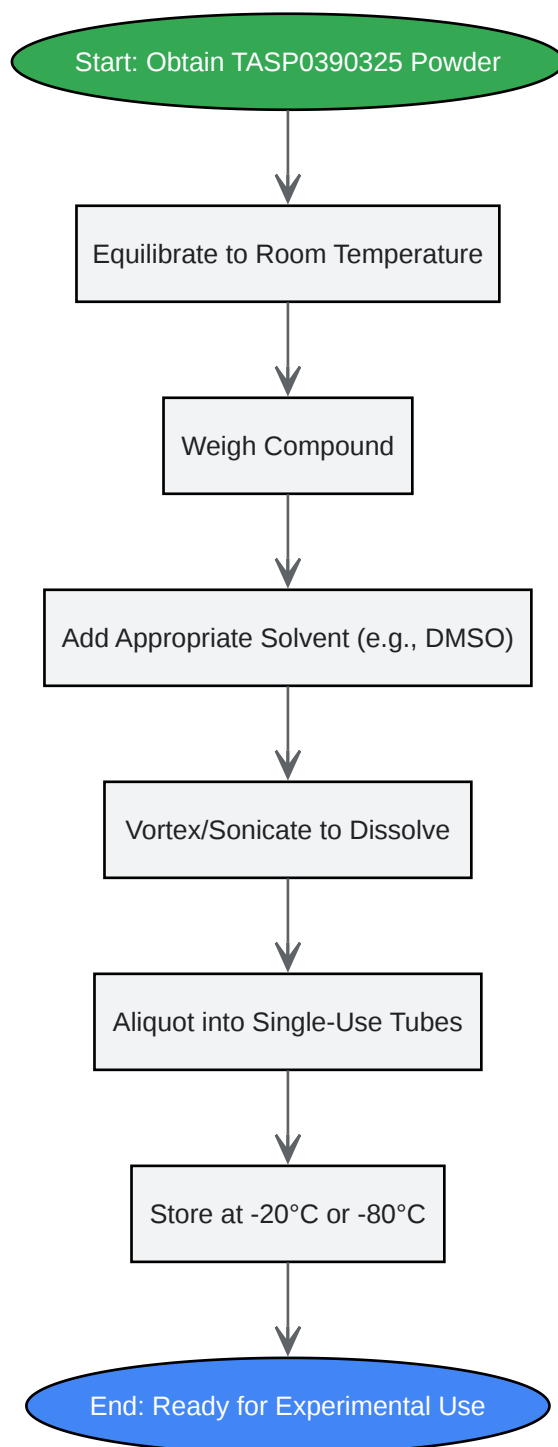 Start: Obtain TASP0390325 Powder
Equilibrate to Room Temperature
Weigh Compound
Add Appropriate Solvent (e.g., DMSO)
Vortex/Sonicate to Dissolve
Aliquot into Single-Use Tubes
Store at -20°C or -80°C
End: Ready for Experimental Use